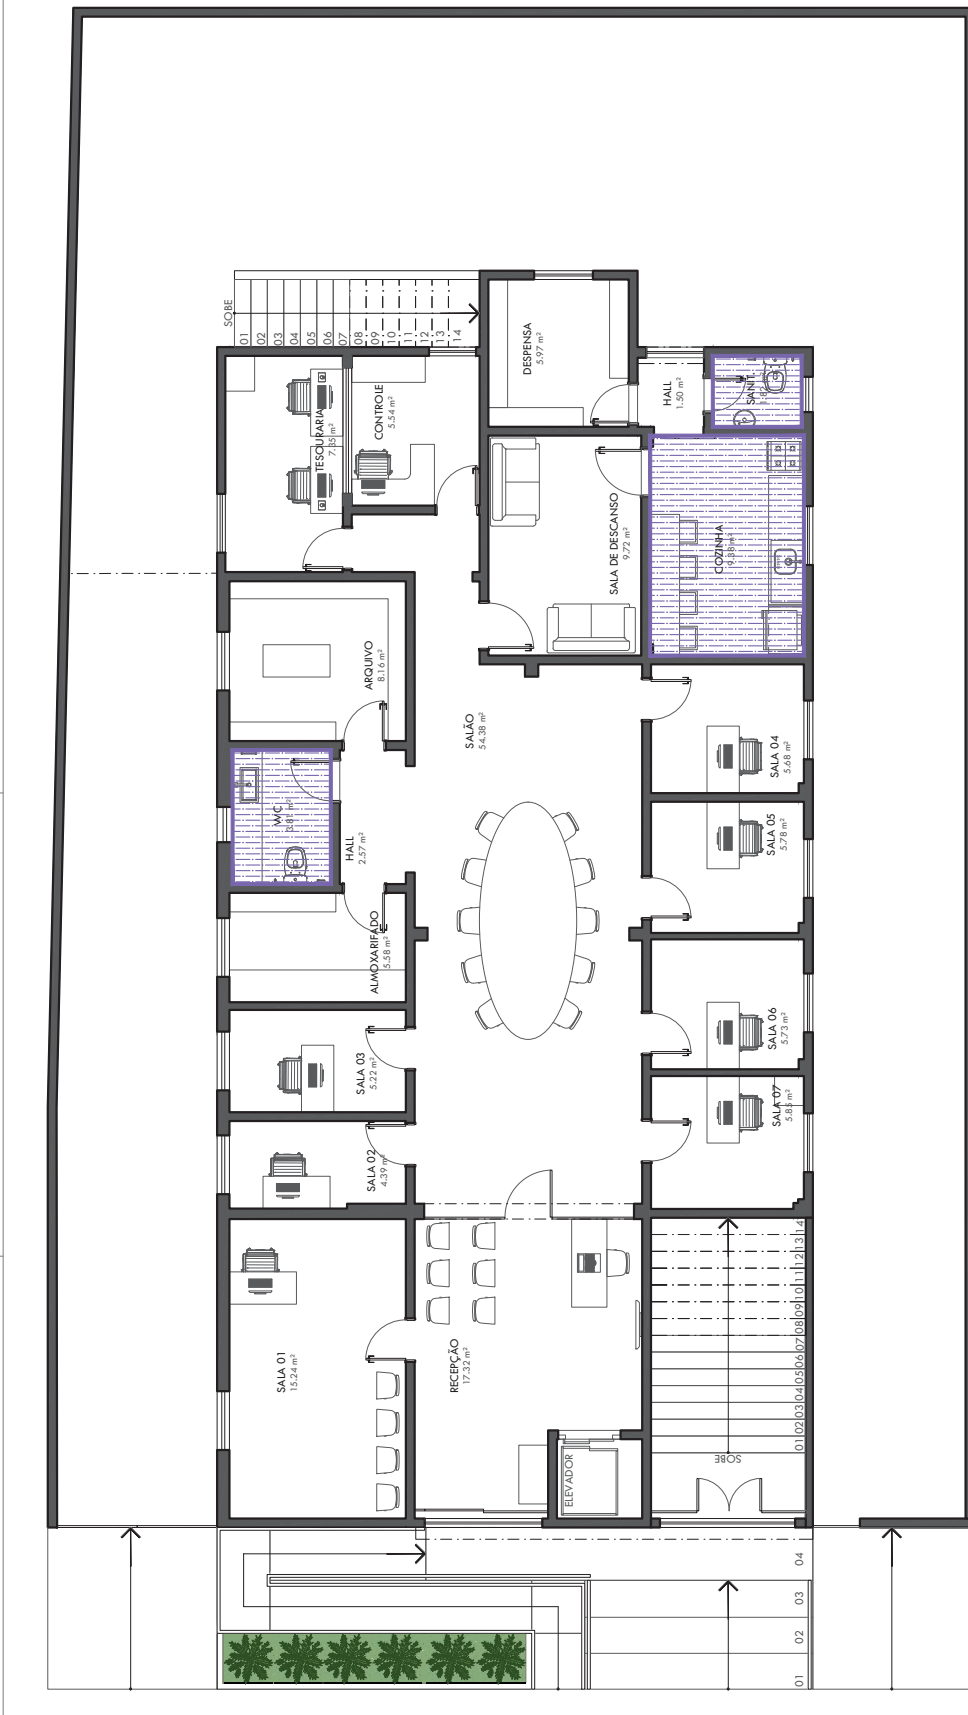 SOBE
01
02
03
04
05
06
07
08
09
10
11
12
13
14
DESPENSA
5.97 m²
HALL
1.50 m²
SANIT.
CONTROLE
5.54 m²
TESOURARIA
7.35 m²
SALA DE DESCANSO
9.72 m²
COZINHA
9.38 m²
ARQUIVO
8.16 m²
SALÃO
54.38 m²
SALA 04
5.68 m²
WC
HALL
2.57 m²
SALA 05
5.78 m²
ALMOXARIFADO
5.58 m²
SALA 06
5.73 m²
SALA 03
5.22 m²
SALA 07
5.85 m²
SALA 02
4.39 m²
SALA 01
15.24 m²
RECEPÇÃO
17.32 m²
ELEVADOR
SOBE
01 02 03 04 05 06 07 08 09 10 11 12 13 14
01
02
03
04